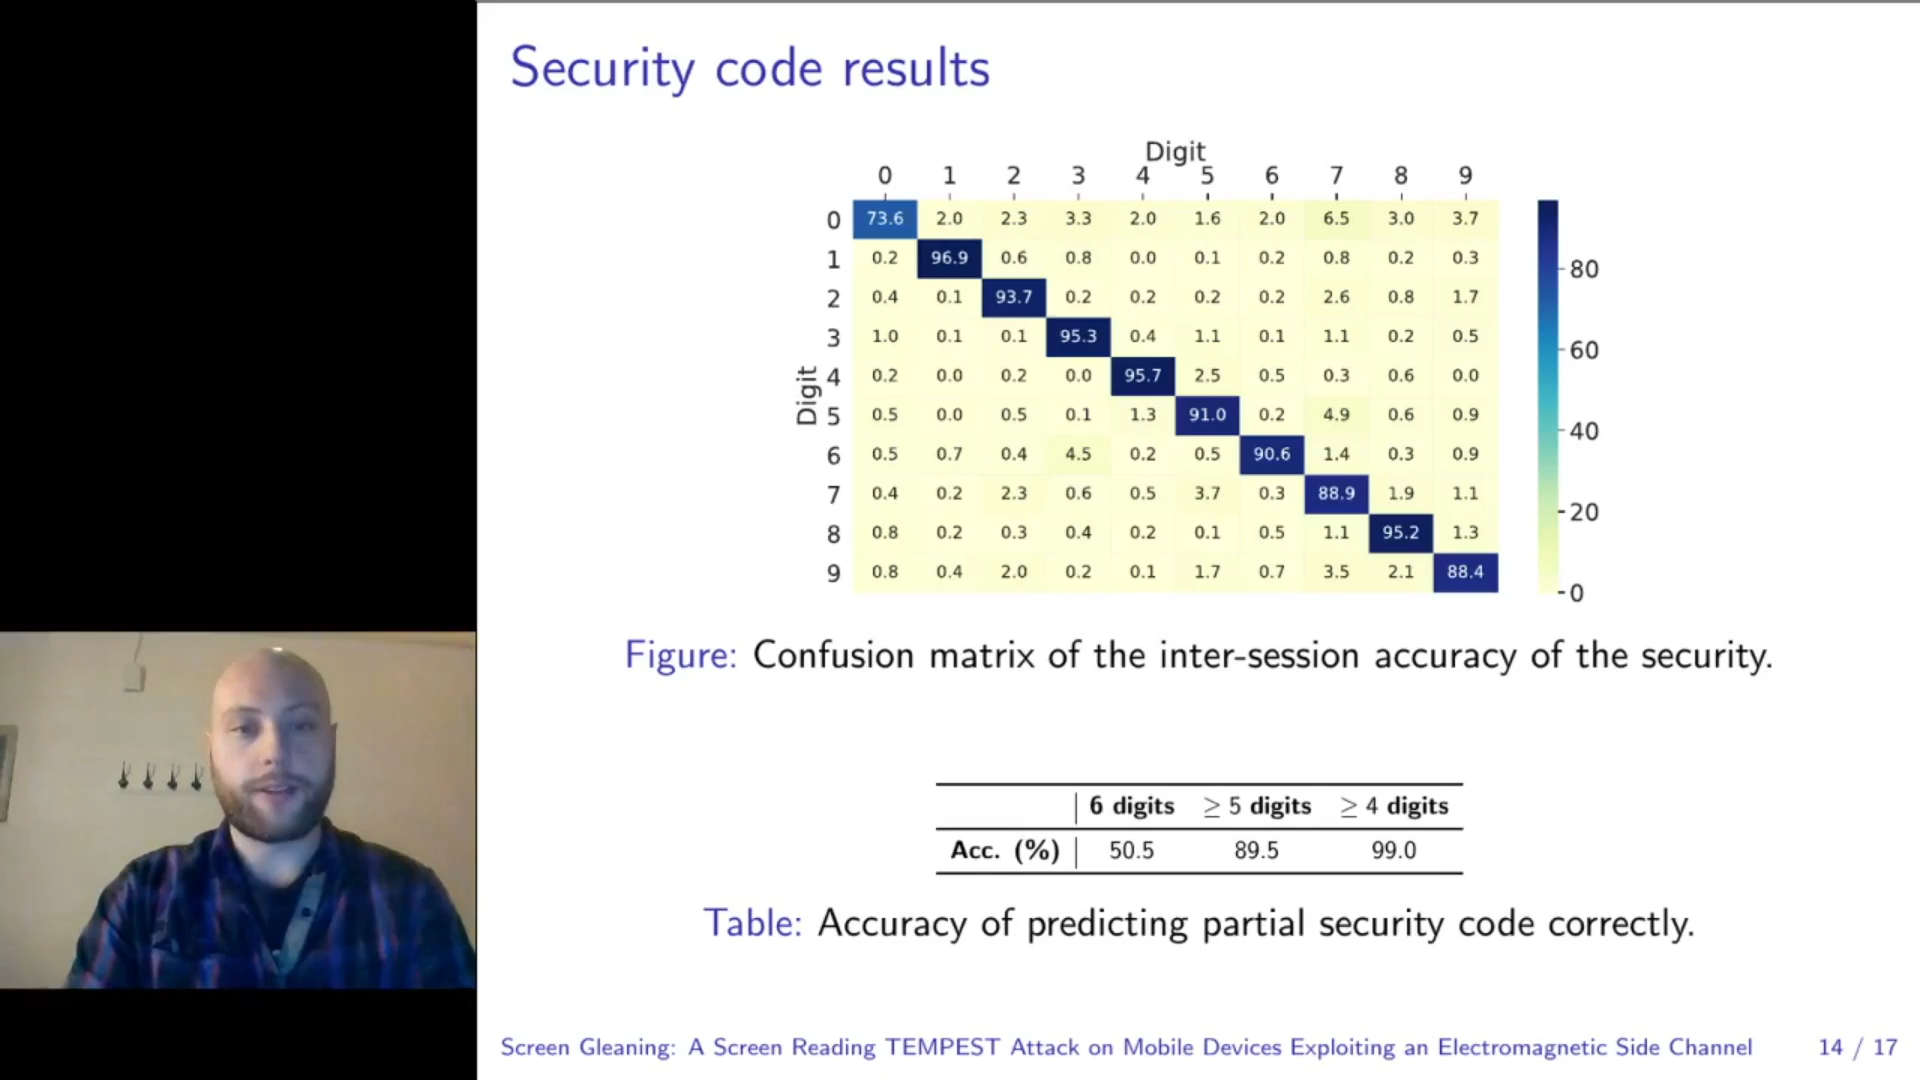 Security code results
Digit
0 1 2 3 4 5 6 7 8 9
0 73.6 2.0 2.3 3.3 2.0 1.6 2.0 6.5 3.0 3.7
1 0.2 96.9 0.6 0.8 0.0 0.1 0.2 0.8 0.2 0.3
2 0.4 0.1 93.7 0.2 0.2 0.2 0.2 2.6 0.8 1.7
3 1.0 0.1 0.1 95.3 0.4 1.1 0.1 1.1 0.2 0.5
4 0.2 0.0 0.2 0.0 95.7 2.5 0.5 0.3 0.6 0.0
5 0.5 0.0 0.5 0.1 1.3 91.0 0.2 4.9 0.6 0.9
6 0.5 0.7 0.4 4.5 0.2 0.5 90.6 1.4 0.3 0.9
7 0.4 0.2 2.3 0.6 0.5 3.7 0.3 88.9 1.9 1.1
8 0.8 0.2 0.3 0.4 0.2 0.1 0.5 1.1 95.2 1.3
9 0.8 0.4 2.0 0.2 0.1 1.7 0.7 3.5 2.1 88.4
Digit
80
60
40
20
0
Figure: Confusion matrix of the inter-session accuracy of the security.
6 digits ≥ 5 digits ≥ 4 digits
Acc. (%) 50.5 89.5 99.0
Table: Accuracy of predicting partial security code correctly.
Screen Gleaning: A Screen Reading TEMPEST Attack on Mobile Devices Exploiting an Electromagnetic Side Channel 14 / 17